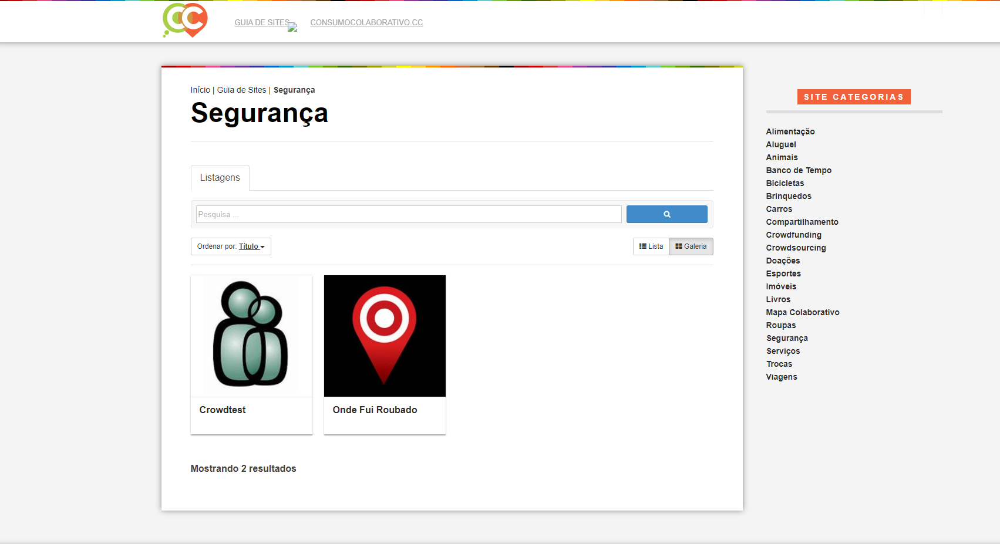 CC
GUIA DE SITES
CONSUMOCOLABORATIVO.CC
Início | Guia de Sites | Segurança
Segurança
Listagens
Pesquisa ...
Ordenar por: Título
Lista
Galeria
Crowdtest
Onde Fui Roubado
Mostrando 2 resultados
SITE CATEGORIAS
Alimentação
Aluguel
Animais
Banco de Tempo
Bicicletas
Brinquedos
Carros
Compartilhamento
Crowdfunding
Crowdsourcing
Doações
Esportes
Imóveis
Livros
Mapa Colaborativo
Roupas
Segurança
Serviços
Trocas
Viagens